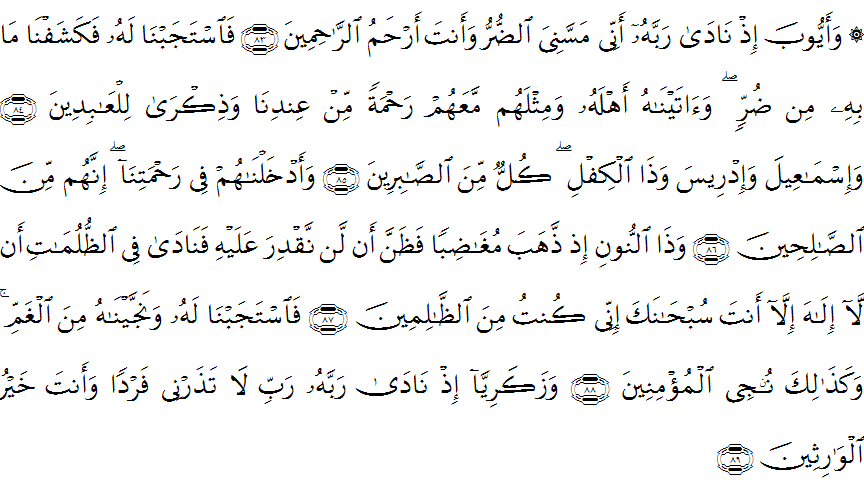 ۞ وَأَيُّوبَ إِذْ نَادَىٰ رَبَّهُۥٓ أَنِّي مَسَّنِيَ ٱلضُّرُّ وَأَنتَ أَرْحَمُ ٱلرَّٰحِمِينَ ٨٣ فَٱسْتَجَبْنَا لَهُۥ فَكَشَفْنَا مَا
بِهِۦ مِن ضُرّٖۖ وَءَاتَيْنَٰهُ أَهْلَهُۥ وَمِثْلَهُم مَّعَهُمْ رَحْمَةٗ مِّنْ عِندِنَا وَذِكْرَىٰ لِلْعَٰبِدِينَ ٨٤
وَإِسْمَٰعِيلَ وَإِدْرِيسَ وَذَا ٱلْكِفْلِۖ كُلّٞ مِّنَ ٱلصَّٰبِرِينَ ٨٥ وَأَدْخَلْنَٰهُمْ فِي رَحْمَتِنَآۖ إِنَّهُم مِّنَ
ٱلصَّٰلِحِينَ ٨٦ وَذَا ٱلنُّونِ إِذ ذَّهَبَ مُغَٰضِبٗا فَظَنَّ أَن لَّن نَّقْدِرَ عَلَيْهِ فَنَادَىٰ فِي ٱلظُّلُمَٰتِ أَن
لَّآ إِلَٰهَ إِلَّآ أَنتَ سُبْحَٰنَكَ إِنِّي كُنتُ مِنَ ٱلظَّٰلِمِينَ ٨٧ فَٱسْتَجَبْنَا لَهُۥ وَنَجَّيْنَٰهُ مِنَ ٱلْغَمِّۚ
وَكَذَٰلِكَ نُـۨجِي ٱلْمُؤْمِنِينَ ٨٨ وَزَكَرِيَّآ إِذْ نَادَىٰ رَبَّهُۥ رَبِّ لَا تَذَرْنِي فَرْدٗا وَأَنتَ خَيْرُ
ٱلْوَٰرِثِينَ ٨٩